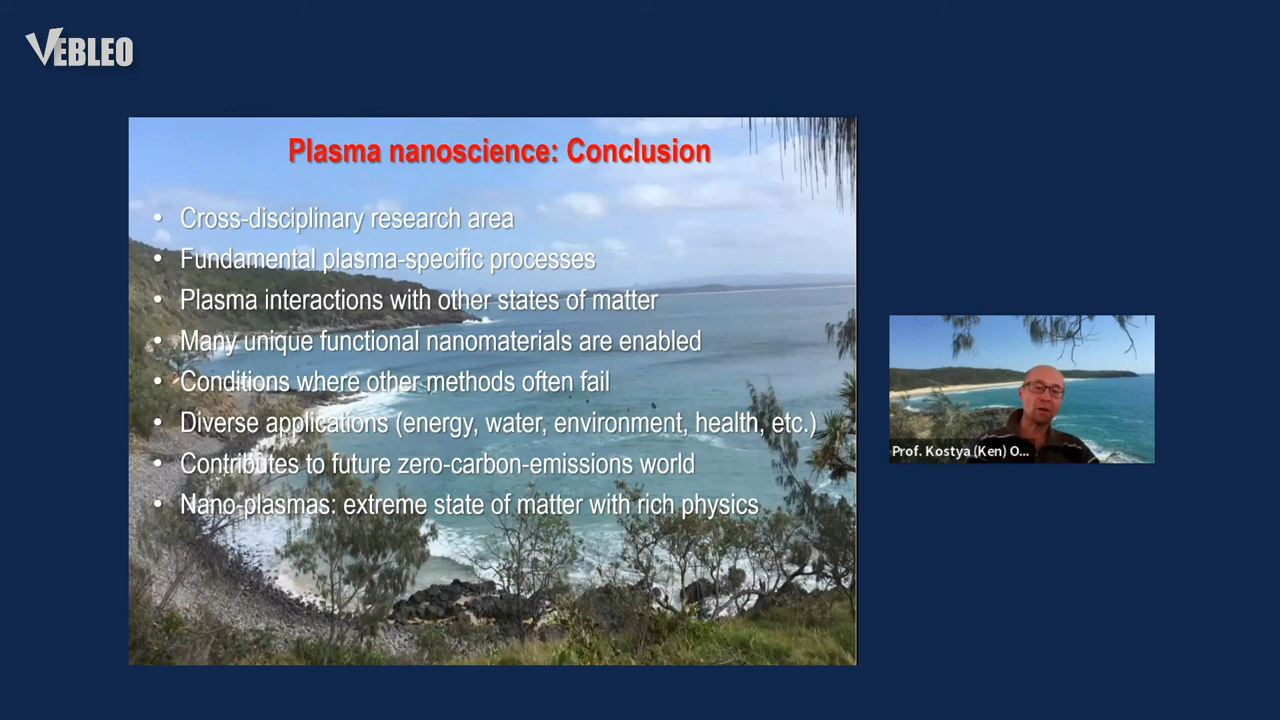 VEBLEO
Plasma nanoscience: Conclusion
• Cross-disciplinary research area
• Fundamental plasma-specific processes
• Plasma interactions with other states of matter
• Many unique functional nanomaterials are enabled
• Conditions where other methods often fail
• Diverse applications (energy, water, environment, health, etc.)
• Contributes to future zero-carbon-emissions world
• Nano-plasmas: extreme state of matter with rich physics
Prof. Kostya (Ken) O...